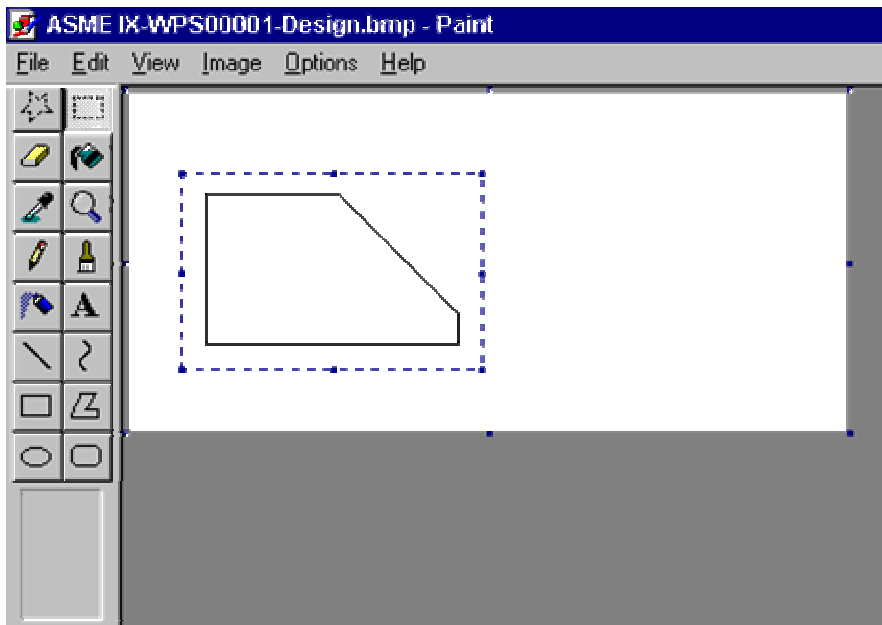 ASME IX-WPS00001-Design.bmp - Paint
File Edit View Image Options Help
A